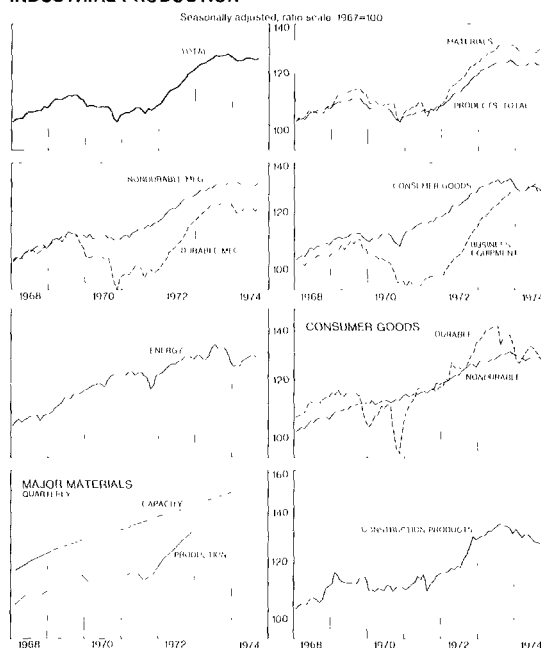 INDUSTRIAL PRODUCTION
Seasonally adjusted, ratio scale 1967=100
TOTAL
140
120
100
MATERIALS
PRODUCTS TOTAL
NONDURABLE MFG
DURABLE MFG
140
120
100
CONSUMER GOODS
BUSINESS EQUIPMENT
1968 1970 1972 1974
1968 1970 1972 1974
ENERGY
140
120
100
CONSUMER GOODS
DURABLE
NONDURABLE
MAJOR MATERIALS
QUARTERLY
CAPACITY
PRODUCTION
160
140
120
100
CONSTRUCTION PRODUCTS
1968 1970 1972
1968 1970 1972 1974